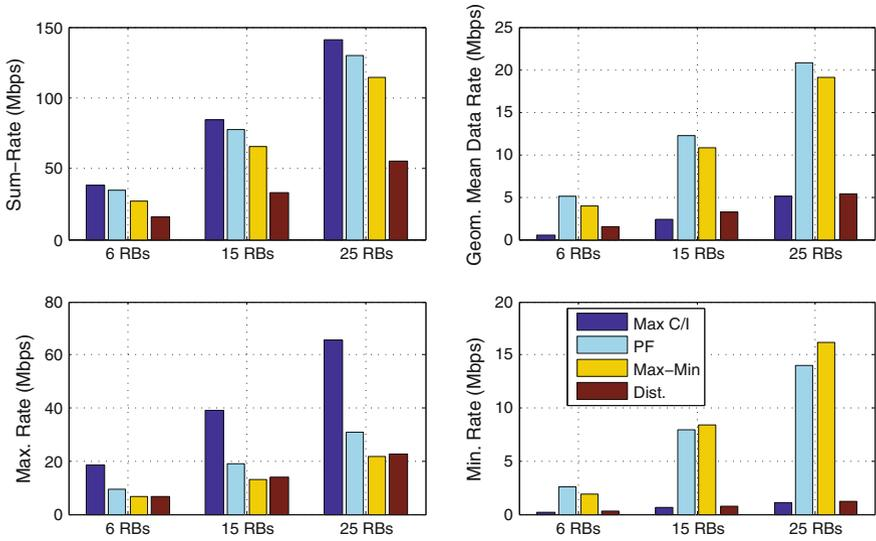 Sum-Rate (Mbps)
150
100
50
0
6 RBs
15 RBs
25 RBs
Geom. Mean Data Rate (Mbps)
25
20
15
10
5
0
6 RBs
15 RBs
25 RBs
Max. Rate (Mbps)
80
60
40
20
0
6 RBs
15 RBs
25 RBs
Min. Rate (Mbps)
20
15
10
5
0
Max C/I
PF
Max-Min
Dist.
6 RBs
15 RBs
25 RBs